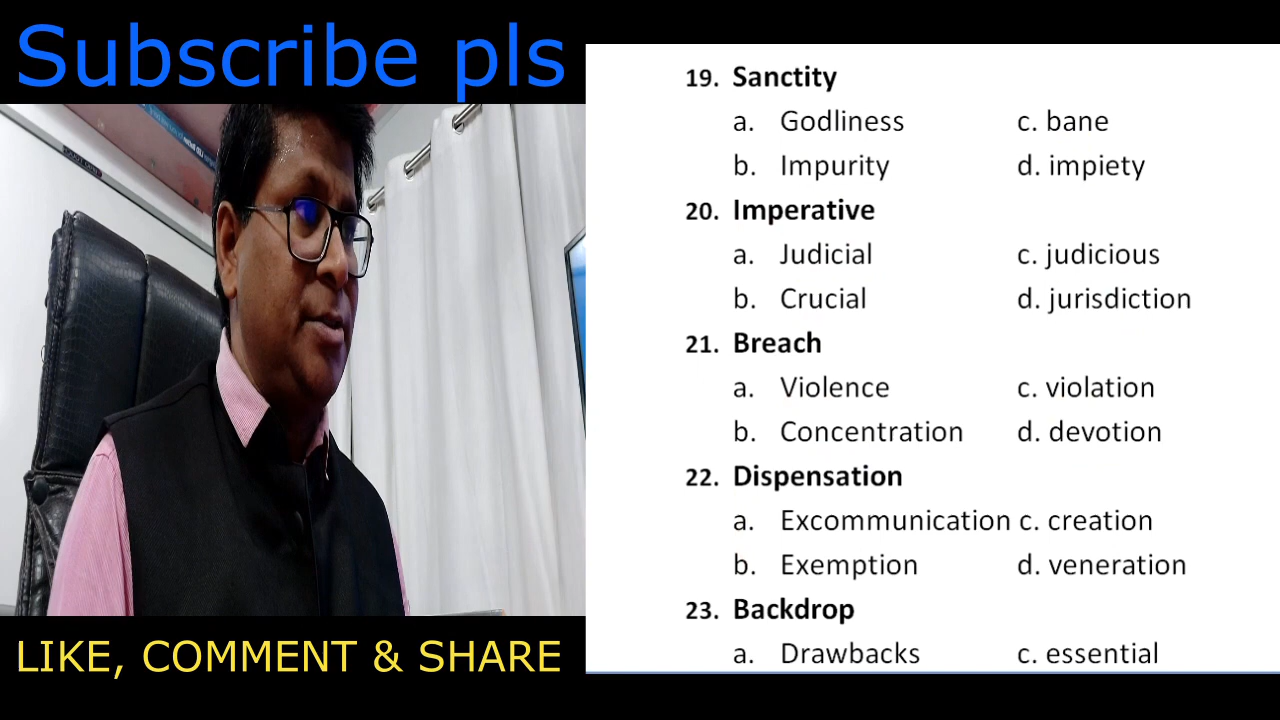 Subscribe pls
19. Sanctity
a. Godliness c. bane
b. Impurity d. impiety
20. Imperative
a. Judicial c. judicious
b. Crucial d. jurisdiction
21. Breach
a. Violence c. violation
b. Concentration d. devotion
22. Dispensation
a. Excommunication c. creation
b. Exemption d. veneration
23. Backdrop
a. Drawbacks c. essential
LIKE, COMMENT & SHARE